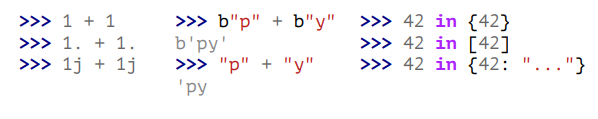 >>> 1 + 1
>>> 1. + 1.
>>> 1j + 1j
>>> b"p" + b"y"
b'py'
>>> "p" + "y"
'py
>>> 42 in {42}
>>> 42 in [42]
>>> 42 in {42: "..."}